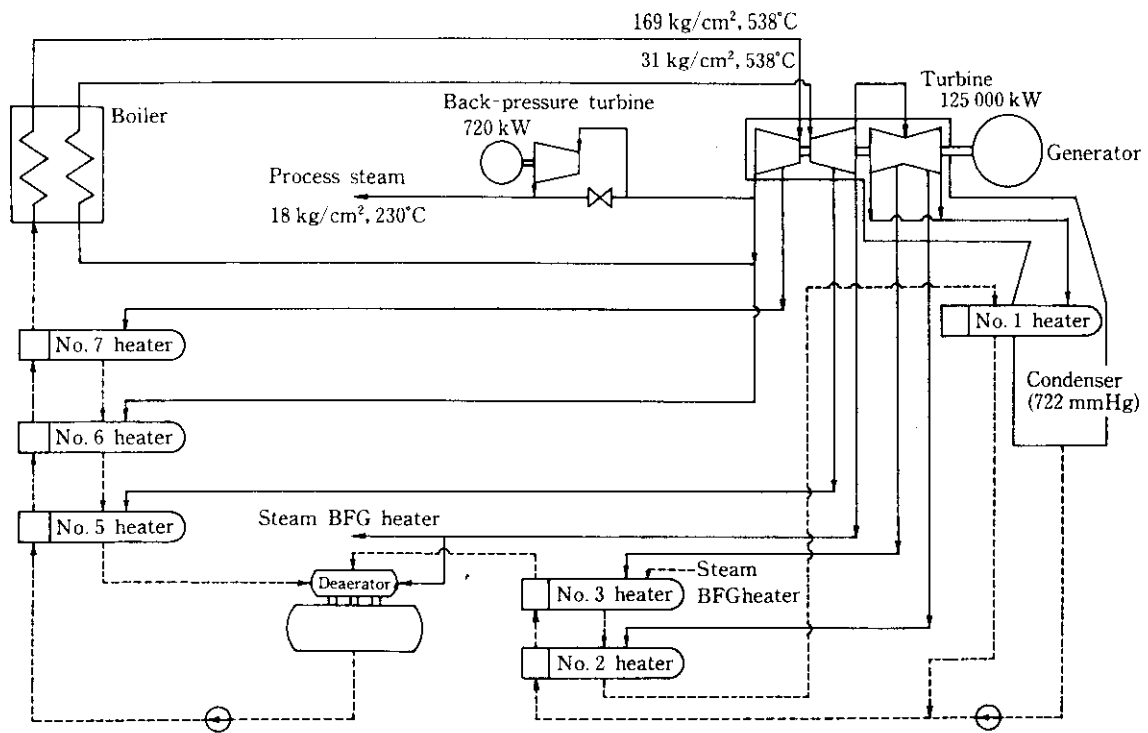 169 kg/cm², 538°C
31 kg/cm², 538°C
Boiler
Back-pressure turbine
720 kW
Turbine
125 000 kW
Generator
Process steam
18 kg/cm², 230°C
No. 7 heater
No. 1 heater
Condenser
(722 mmHg)
No. 6 heater
No. 5 heater
Steam BFG heater
Deaerator
Steam
BFG heater
No. 3 heater
No. 2 heater